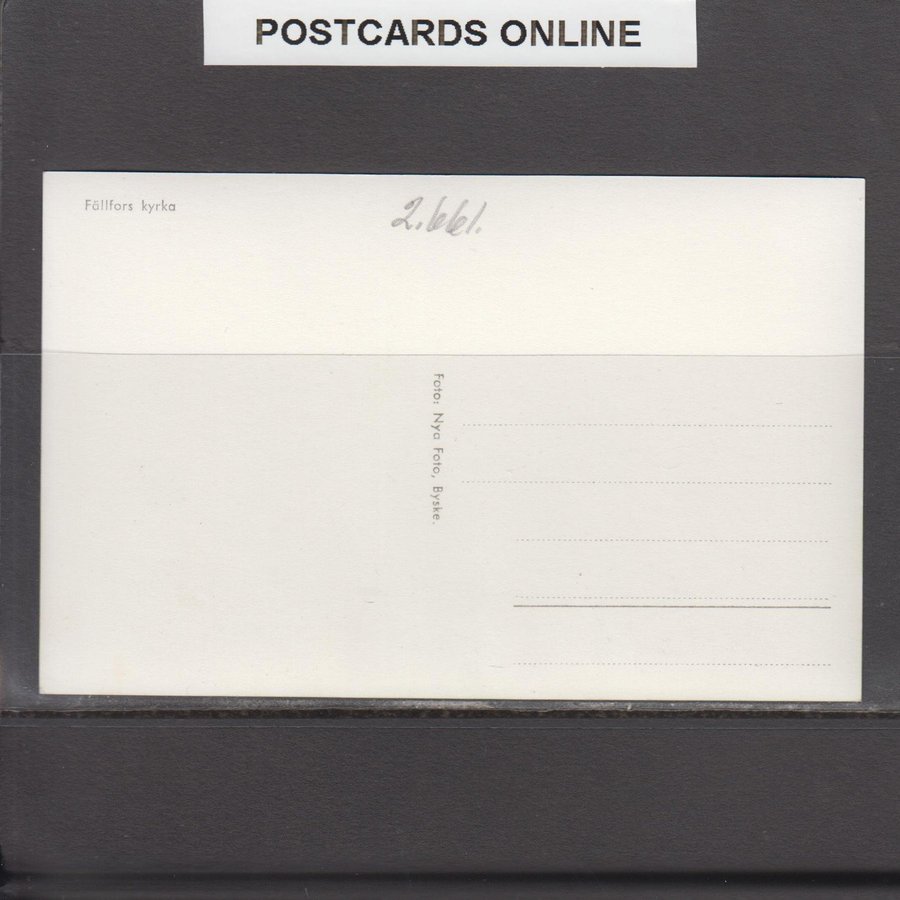 POSTCARDS ONLINE
Fällfors kyrka
2.661.
Foto: Nya Foto, Byske.